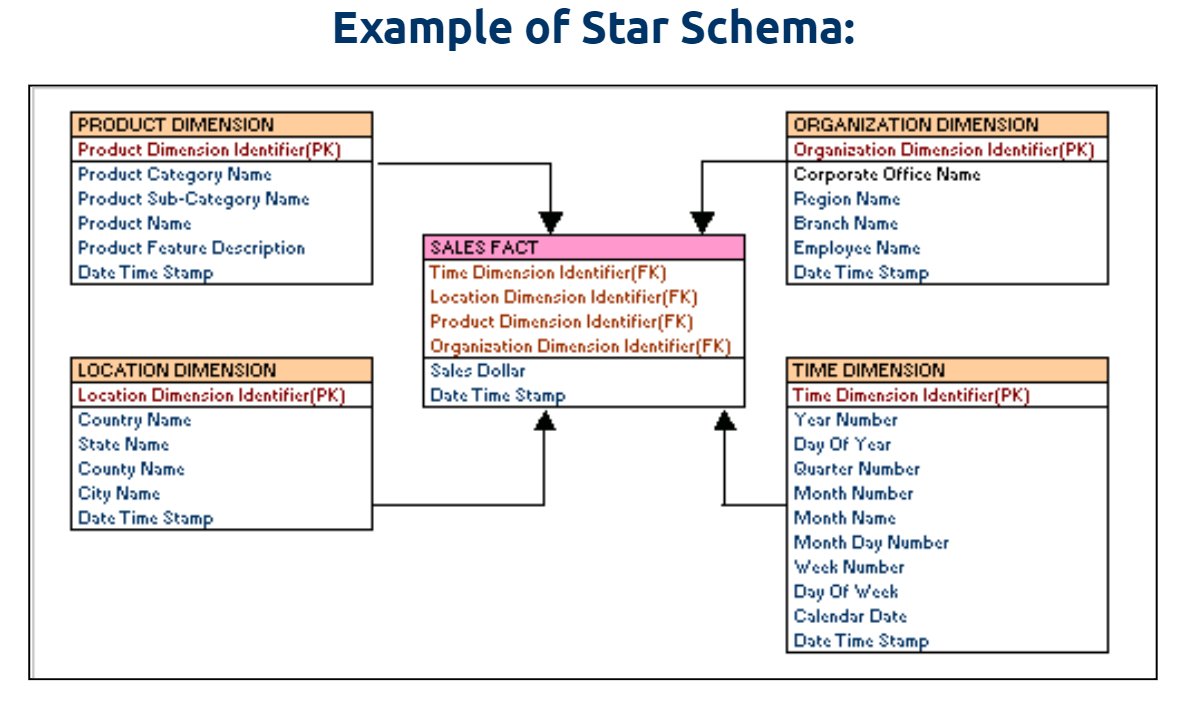 Example of Star Schema:
PRODUCT DIMENSION
Product Dimension Identifier(PK)
Product Category Name
Product Sub-Category Name
Product Name
Product Feature Description
Date Time Stamp
ORGANIZATION DIMENSION
Organization Dimension Identifier(PK)
Corporate Office Name
Region Name
Branch Name
Employee Name
Date Time Stamp
SALES FACT
Time Dimension Identifier(FK)
Location Dimension Identifier(FK)
Product Dimension Identifier(FK)
Organization Dimension Identifier(FK)
Sales Dollar
Date Time Stamp
LOCATION DIMENSION
Location Dimension Identifier(PK)
Country Name
State Name
County Name
City Name
Date Time Stamp
TIME DIMENSION
Time Dimension Identifier(PK)
Year Number
Day Of Year
Quarter Number
Month Number
Month Name
Month Day Number
Week Number
Day Of Week
Calendar Date
Date Time Stamp